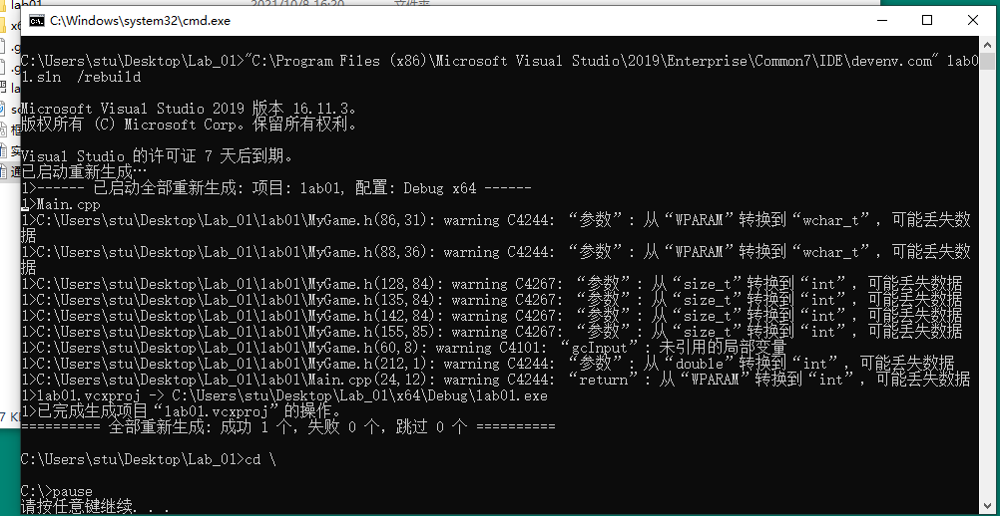 lab01
2021/10/8 16:20 文件夹
C:\Windows\system32\cmd.exe
C:\Users\stu\Desktop\Lab_01>"C:\Program Files (x86)\Microsoft Visual Studio\2019\Enterprise\Common7\IDE\devenv.com" lab0
1.sln  /rebuild
Microsoft Visual Studio 2019 版本 16.11.3。
版权所有 (C) Microsoft Corp。保留所有权利。
Visual Studio 的许可证 7 天后到期。
已启动重新生成…
1>------ 已启动全部重新生成: 项目: lab01, 配置: Debug x64 ------
1>Main.cpp
1>C:\Users\stu\Desktop\Lab_01\lab01\MyGame.h(86,31): warning C4244: “参数”: 从“WPARAM”转换到“wchar_t”，可能丢失数
据
1>C:\Users\stu\Desktop\Lab_01\lab01\MyGame.h(88,36): warning C4244: “参数”: 从“WPARAM”转换到“wchar_t”，可能丢失数
据
1>C:\Users\stu\Desktop\Lab_01\lab01\MyGame.h(128,84): warning C4267: “参数”: 从“size_t”转换到“int”，可能丢失数据
1>C:\Users\stu\Desktop\Lab_01\lab01\MyGame.h(135,84): warning C4267: “参数”: 从“size_t”转换到“int”，可能丢失数据
1>C:\Users\stu\Desktop\Lab_01\lab01\MyGame.h(142,84): warning C4267: “参数”: 从“size_t”转换到“int”，可能丢失数据
1>C:\Users\stu\Desktop\Lab_01\lab01\MyGame.h(155,85): warning C4267: “参数”: 从“size_t”转换到“int”，可能丢失数据
1>C:\Users\stu\Desktop\Lab_01\lab01\MyGame.h(60,8): warning C4101: “gcInput”: 未引用的局部变量
1>C:\Users\stu\Desktop\Lab_01\lab01\MyGame.h(212,1): warning C4244: “参数”: 从“double”转换到“int”，可能丢失数据
1>C:\Users\stu\Desktop\Lab_01\lab01\Main.cpp(24,12): warning C4244: “return”: 从“WPARAM”转换到“int”，可能丢失数据
1>lab01.vcxproj -> C:\Users\stu\Desktop\Lab_01\x64\Debug\lab01.exe
1>已完成生成项目“lab01.vcxproj”的操作。
========== 全部重新生成: 成功 1 个，失败 0 个，跳过 0 个 ==========
C:\Users\stu\Desktop\Lab_01>cd \
C:\>pause
请按任意键继续. . .